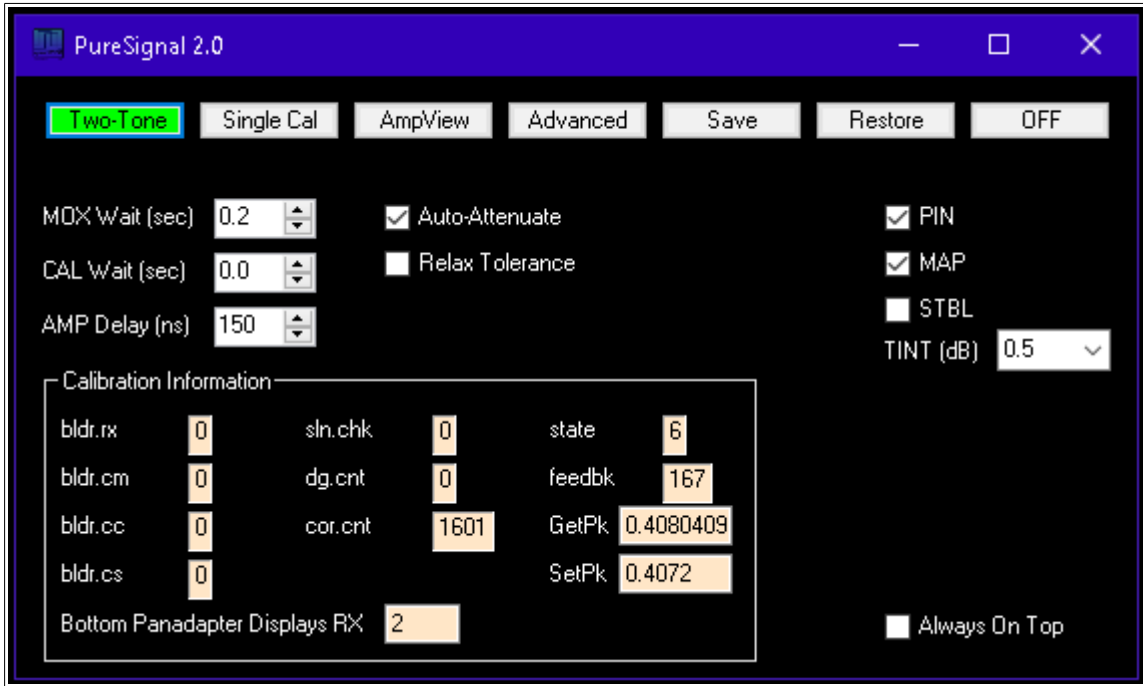 PureSignal 2.0
Two-Tone Single Cal AmpView Advanced Save Restore OFF
MOX Wait (sec) 0.2 Auto-Attenuate PIN
CAL Wait (sec) 0.0 Relax Tolerance MAP
AMP Delay (ns) 150 STBL
TINT (dB) 0.5
Calibration Information
bldr.rx 0 sln.chk 0 state 6
bldr.cm 0 dg.cnt 0 feedbk 167
bldr.cc 0 cor.cnt 1601 GetPk 0.4080409
bldr.cs 0 SetPk 0.4072
Bottom Panadapter Displays RX 2 Always On Top